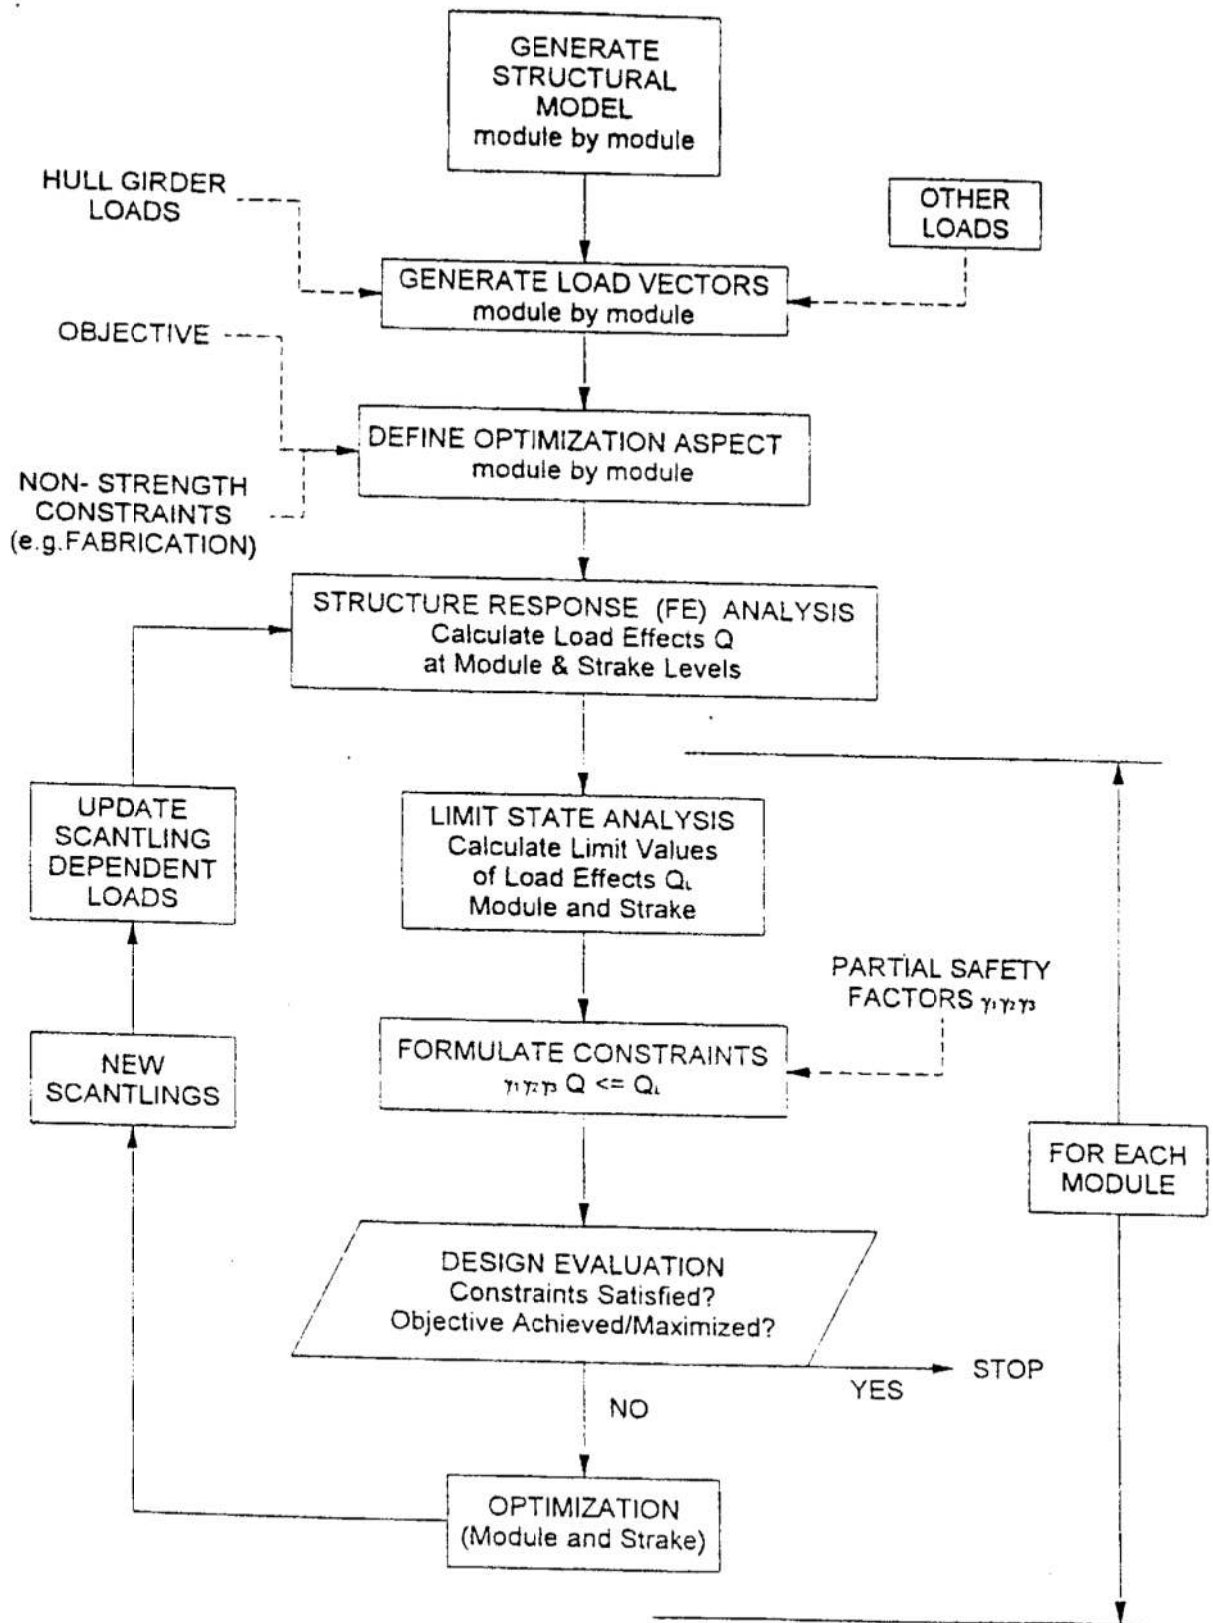 GENERATE
STRUCTURAL
MODEL
module by module
HULL GIRDER
LOADS
OTHER
LOADS
GENERATE LOAD VECTORS
module by module
OBJECTIVE
DEFINE OPTIMIZATION ASPECT
module by module
NON- STRENGTH
CONSTRAINTS
(e.g.FABRICATION)
STRUCTURE RESPONSE (FE) ANALYSIS
Calculate Load Effects Q
at Module & Strake Levels
UPDATE
SCANTLING
DEPENDENT
LOADS
LIMIT STATE ANALYSIS
Calculate Limit Values
of Load Effects QL
Module and Strake
PARTIAL SAFETY
FACTORS γ1γ2γ3
NEW
SCANTLINGS
FORMULATE CONSTRAINTS
γ1γ2γ3 Q <= QL
FOR EACH
MODULE
DESIGN EVALUATION
Constraints Satisfied?
Objective Achieved/Maximized?
YES
STOP
NO
OPTIMIZATION
(Module and Strake)